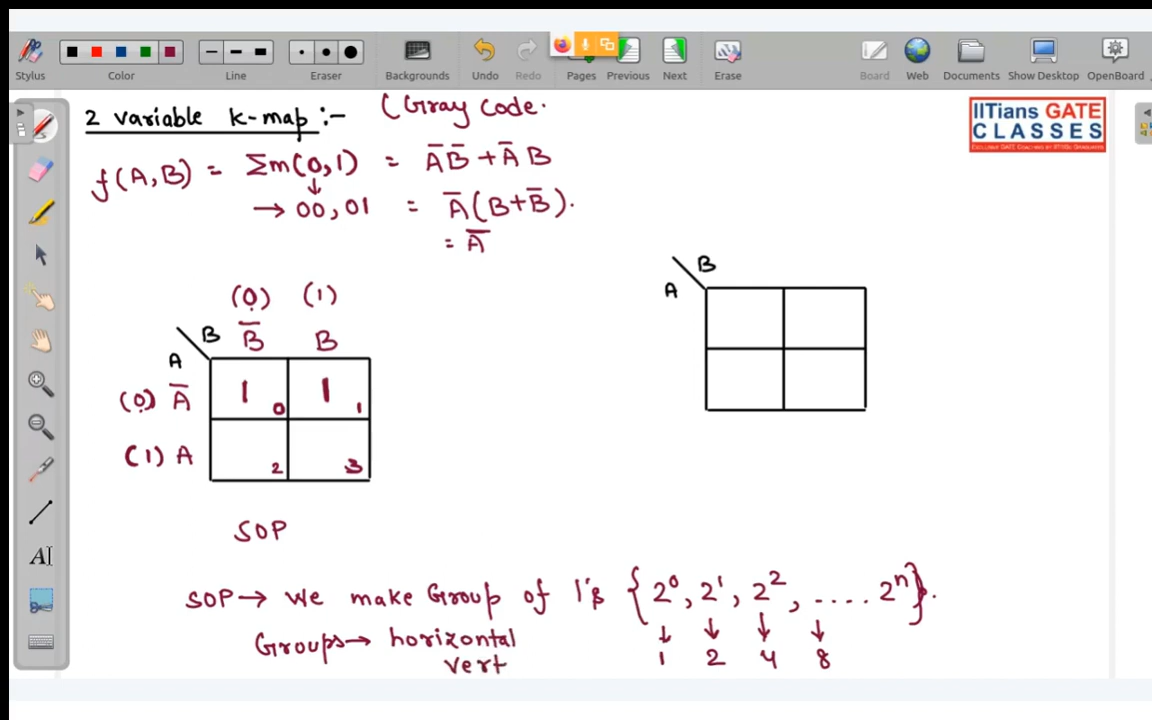 Stylus Color Line Eraser Backgrounds Undo Redo Pages Previous Next Erase Board Web Documents Show Desktop OpenBoard
IITians GATE
CLASSES
2 variable k-map :- (Gray Code.
f(A,B) = Σm(0,1) = A̅B̅ + A̅B
→ 00, 01 = A̅(B+B̅).
= A̅
(0) (1)
B B̅ B
A
(0) A̅ 1 0 1 1
(1) A 2 3
B
A
SOP
SOP → We make Group of 1's {2⁰, 2¹, 2², .... 2ⁿ}.
↓ ↓ ↓ ↓
1 2 4 8
Groups → horizontal
vert